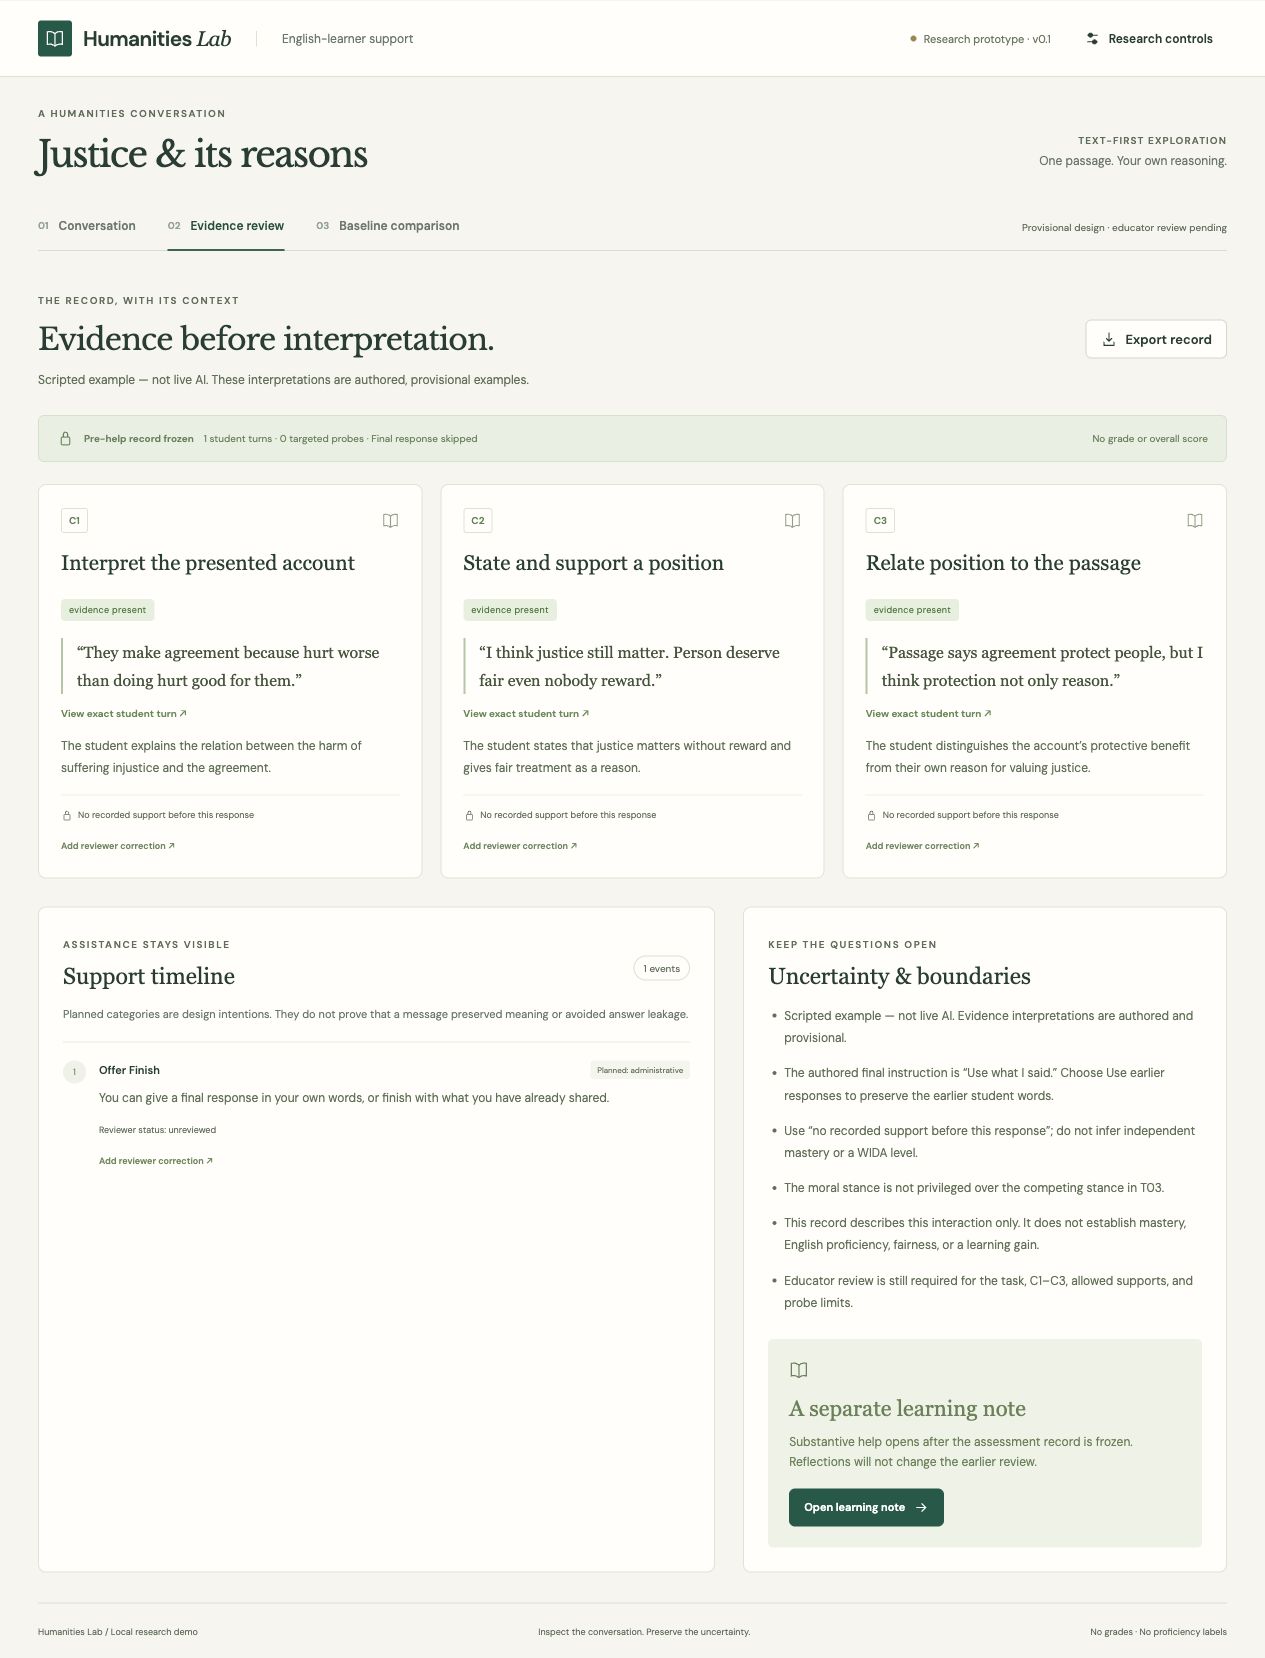 Humanities Lab
English-learner support
Research prototype · v0.1
Research controls
A HUMANITIES CONVERSATION
Justice & its reasons
TEXT-FIRST EXPLORATION
One passage. Your own reasoning.
01 Conversation
02 Evidence review
03 Baseline comparison
Provisional design · educator review pending
THE RECORD, WITH ITS CONTEXT
Evidence before interpretation.
Export record
Scripted example — not live AI. These interpretations are authored, provisional examples.
Pre-help record frozen 1 student turns · 0 targeted probes · Final response skipped
No grade or overall score
C1
Interpret the presented account
evidence present
“They make agreement because hurt worse
than doing hurt good for them.”
View exact student turn ↗
The student explains the relation between the harm of
suffering injustice and the agreement.
No recorded support before this response
Add reviewer correction ↗
C2
State and support a position
evidence present
“I think justice still matter. Person deserve
fair even nobody reward.”
View exact student turn ↗
The student states that justice matters without reward and
gives fair treatment as a reason.
No recorded support before this response
Add reviewer correction ↗
C3
Relate position to the passage
evidence present
“Passage says agreement protect people, but I
think protection not only reason.”
View exact student turn ↗
The student distinguishes the account’s protective benefit
from their own reason for valuing justice.
No recorded support before this response
Add reviewer correction ↗
ASSISTANCE STAYS VISIBLE
Support timeline
1 events
Planned categories are design intentions. They do not prove that a message preserved meaning or avoided answer leakage.
1
Offer Finish
Planned: administrative
You can give a final response in your own words, or finish with what you have already shared.
Reviewer status: unreviewed
Add reviewer correction ↗
KEEP THE QUESTIONS OPEN
Uncertainty & boundaries
• Scripted example — not live AI. Evidence interpretations are authored and
provisional.
• The authored final instruction is “Use what I said.” Choose Use earlier
responses to preserve the earlier student words.
• Use “no recorded support before this response”; do not infer independent
mastery or a WIDA level.
• The moral stance is not privileged over the competing stance in T03.
• This record describes this interaction only. It does not establish mastery,
English proficiency, fairness, or a learning gain.
• Educator review is still required for the task, C1–C3, allowed supports, and
probe limits.
A separate learning note
Substantive help opens after the assessment record is frozen.
Reflections will not change the earlier review.
Open learning note →
Humanities Lab / Local research demo
Inspect the conversation. Preserve the uncertainty.
No grades · No proficiency labels